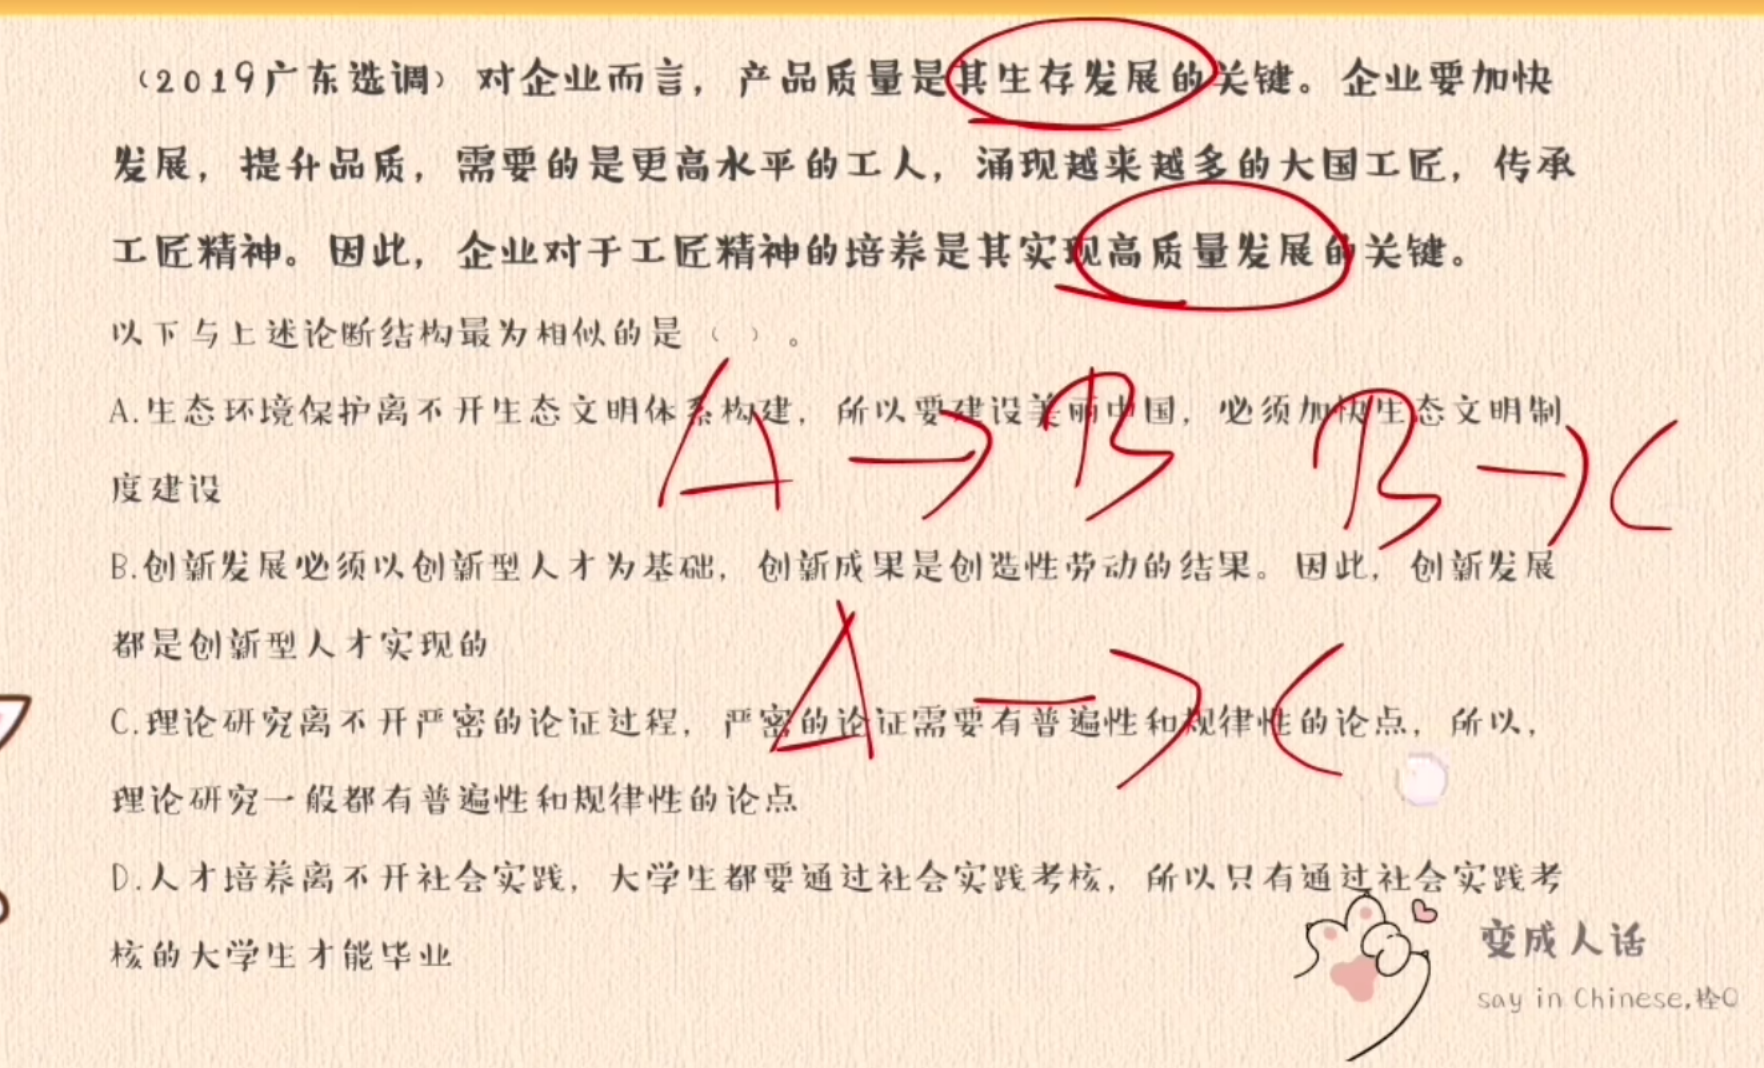 （2019广东选调）对企业而言，产品质量是其生存发展的关键。企业要加快
发展，提升品质，需要的是更高水平的工人，涌现越来越多的大国工匠，传承
工匠精神。因此，企业对于工匠精神的培养是其实现高质量发展的关键。
以下与上述论断结构最为相似的是（ ）。
A.生态环境保护离不开生态文明体系构建，所以要建设美丽中国，必须加快生态文明制
度建设
A→B B→C
B.创新发展必须以创新型人才为基础，创新成果是创造性劳动的结果。因此，创新发展
都是创新型人才实现的
A→C
C.理论研究离不开严密的论证过程，严密的论证需要有普遍性和规律性的论点，所以，
理论研究一般都有普遍性和规律性的论点
D.人才培养离不开社会实践，大学生都要通过社会实践考核，所以只有通过社会实践考
核的大学生才能毕业
变成人话
say in Chinese,栓Q